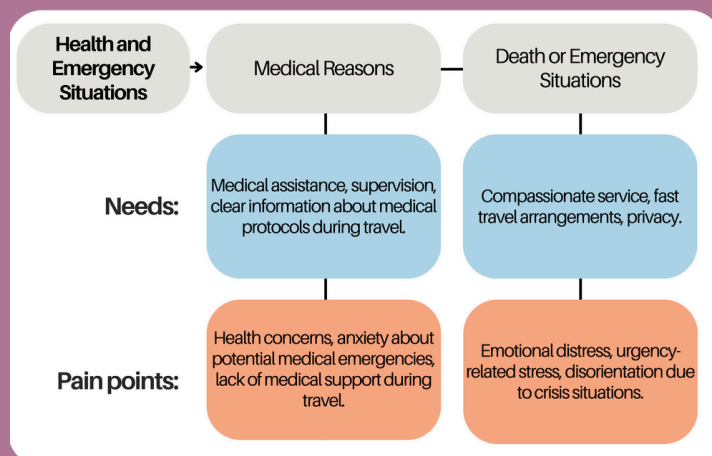 Health and
Emergency
Situations
Medical Reasons
Death or Emergency
Situations
Needs:
Medical assistance, supervision,
clear information about medical
protocols during travel.
Compassionate service, fast
travel arrangements, privacy.
Pain points:
Health concerns, anxiety about
potential medical emergencies,
lack of medical support during
travel.
Emotional distress, urgency-
related stress, disorientation due
to crisis situations.